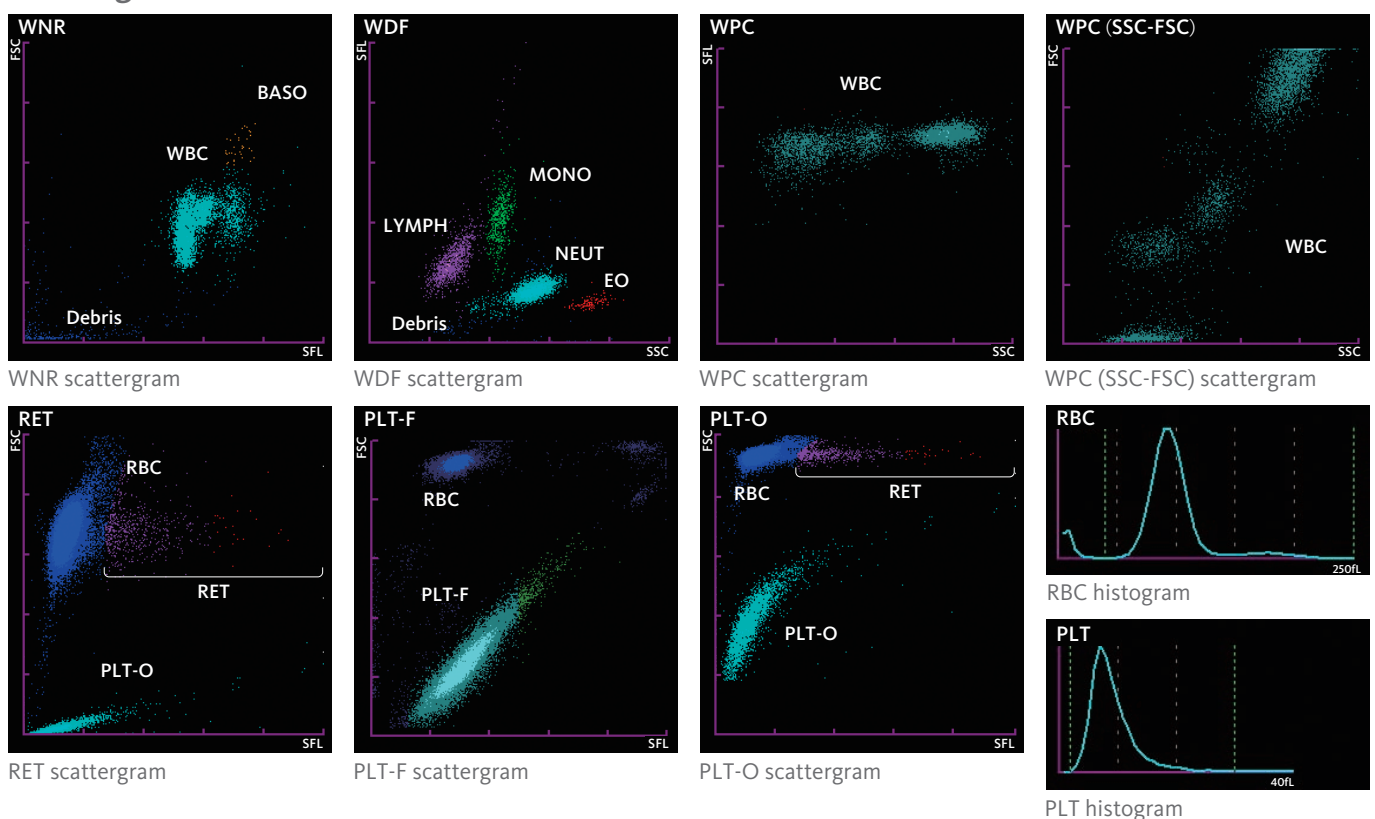 WNR
FSC
BASO
WBC
Debris
SFL
WNR scattergram
WDF
SFL
MONO
LYMPH
NEUT
EO
Debris
SSC
WDF scattergram
WPC
SFL
WBC
SSC
WPC scattergram
WPC (SSC-FSC)
FSC
WBC
SSC
WPC (SSC-FSC) scattergram
RET
FSC
RBC
RET
PLT-O
SFL
RET scattergram
PLT-F
FSC
RBC
PLT-F
SFL
PLT-F scattergram
PLT-O
FSC
RBC
RET
PLT-O
SFL
PLT-O scattergram
RBC
250fL
RBC histogram
PLT
40fL
PLT histogram